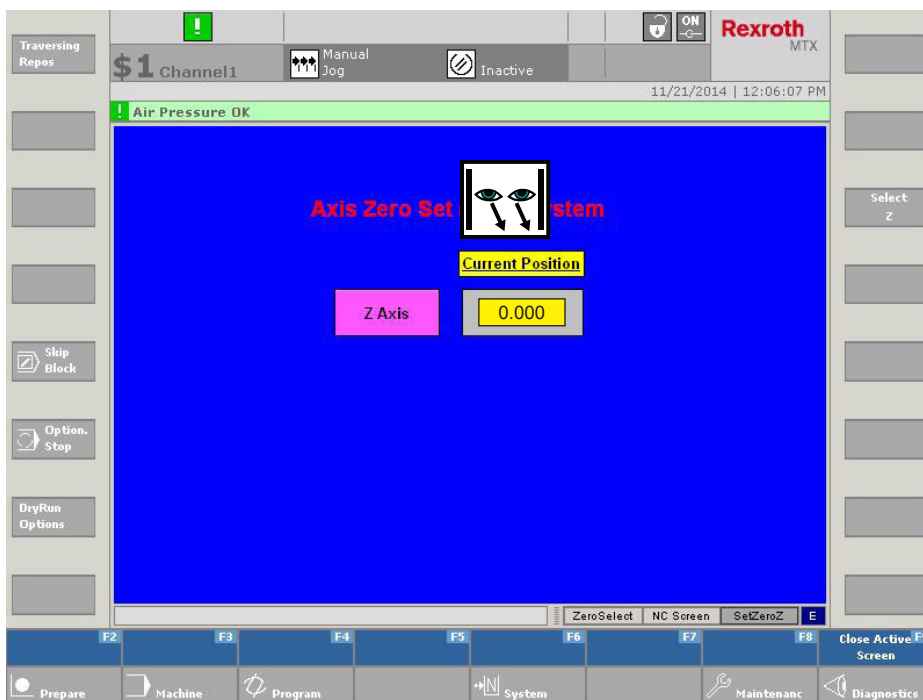 Traversing
Repos
!
ON
Rexroth
MTX
$1 Channel1
Manual
Jog
Inactive
11/21/2014 | 12:06:07 PM
! Air Pressure OK
Axis Zero Set
stem
Select
Z
Current Position
Z Axis
0.000
Skip
Block
Option.
Stop
DryRun
Options
ZeroSelect
NC Screen
SetZeroZ
E
F2
F3
F4
F5
F6
F7
F8
Close Active
Screen
F
Prepare
Machine
Program
N
System
Maintenanc
Diagnostics